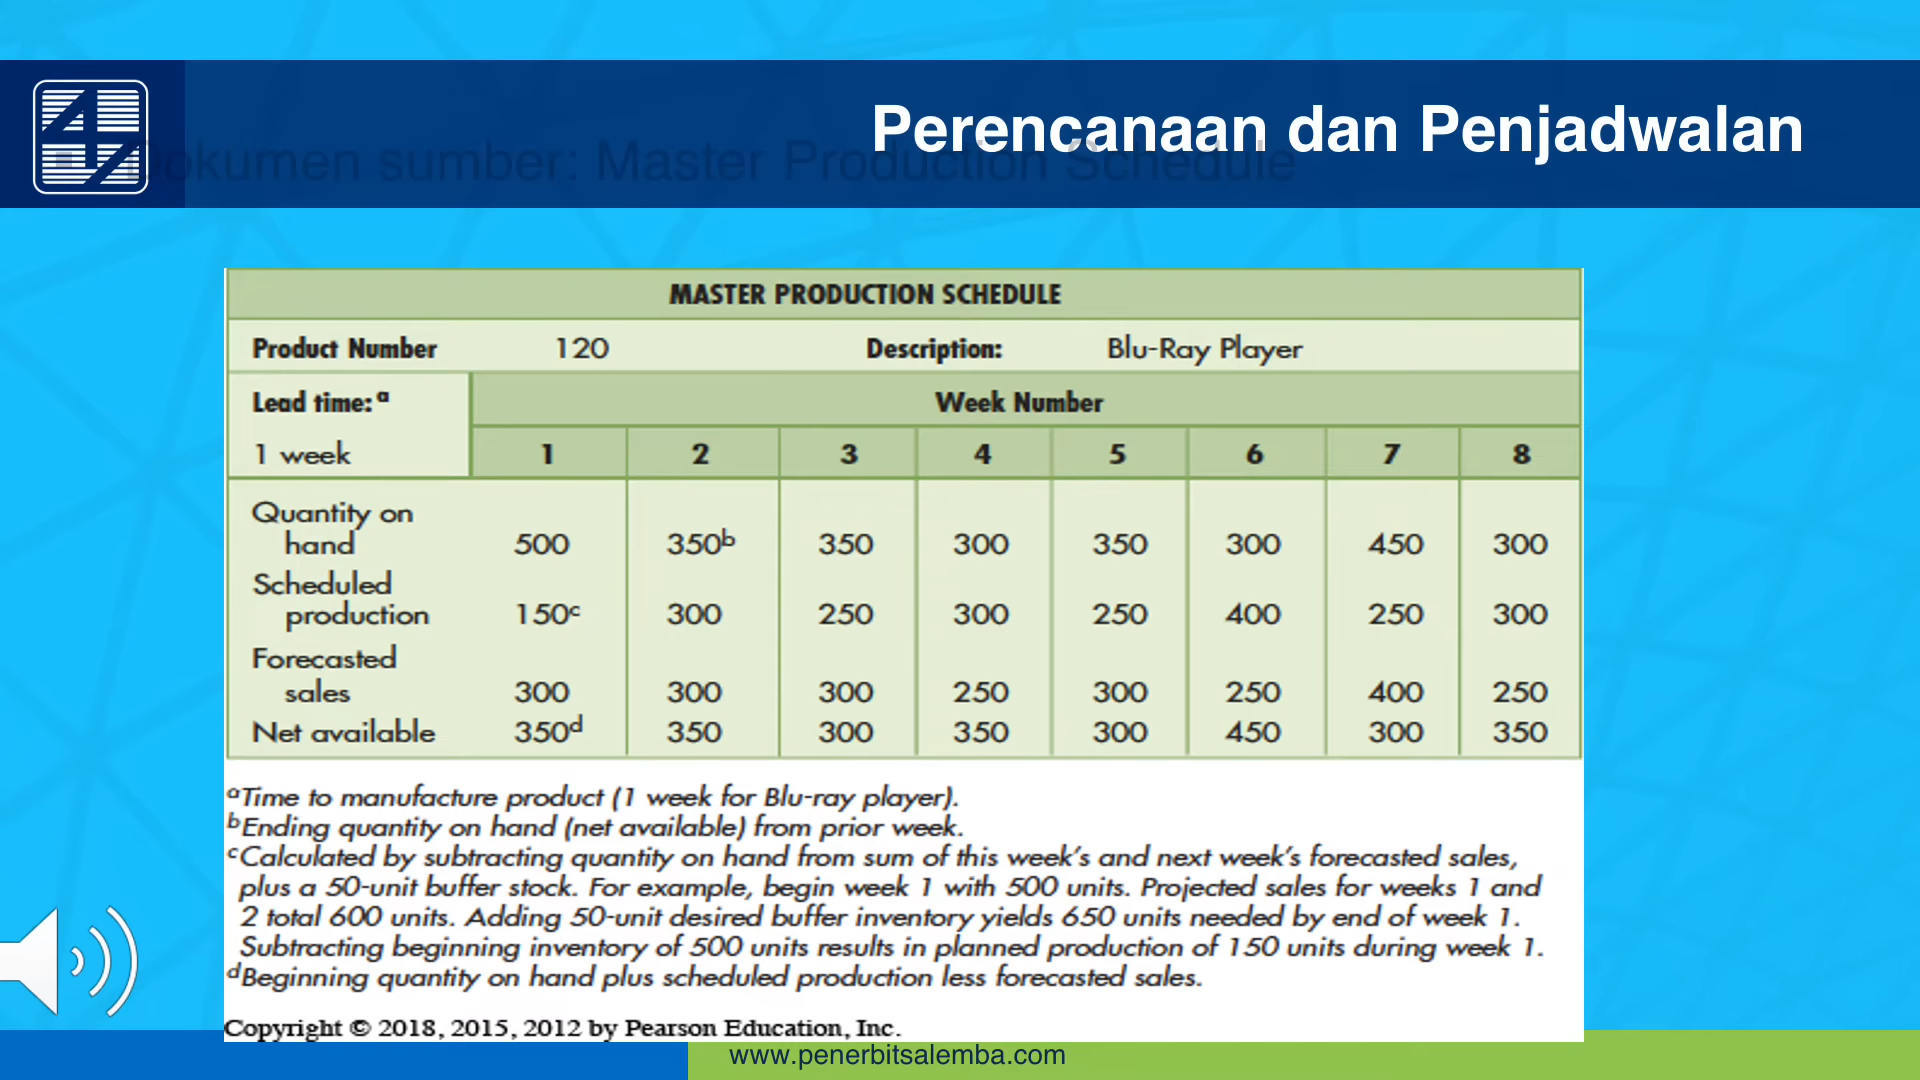 Perencanaan dan Penjadwalan
Dokumen sumber: Master Production Schedule
MASTER PRODUCTION SCHEDULE
Product Number 120 Description: Blu-Ray Player
Lead time: a Week Number
1 week 1 2 3 4 5 6 7 8
Quantity on
hand 500 350b 350 300 350 300 450 300
Scheduled
production 150c 300 250 300 250 400 250 300
Forecasted
sales 300 300 300 250 300 250 400 250
Net available 350d 350 300 350 300 450 300 350
aTime to manufacture product (1 week for Blu-ray player).
bEnding quantity on hand (net available) from prior week.
cCalculated by subtracting quantity on hand from sum of this week's and next week's forecasted sales,
plus a 50-unit buffer stock. For example, begin week 1 with 500 units. Projected sales for weeks 1 and
2 total 600 units. Adding 50-unit desired buffer inventory yields 650 units needed by end of week 1.
Subtracting beginning inventory of 500 units results in planned production of 150 units during week 1.
dBeginning quantity on hand plus scheduled production less forecasted sales.
Copyright © 2018, 2015, 2012 by Pearson Education, Inc.
www.penerbitsalemba.com